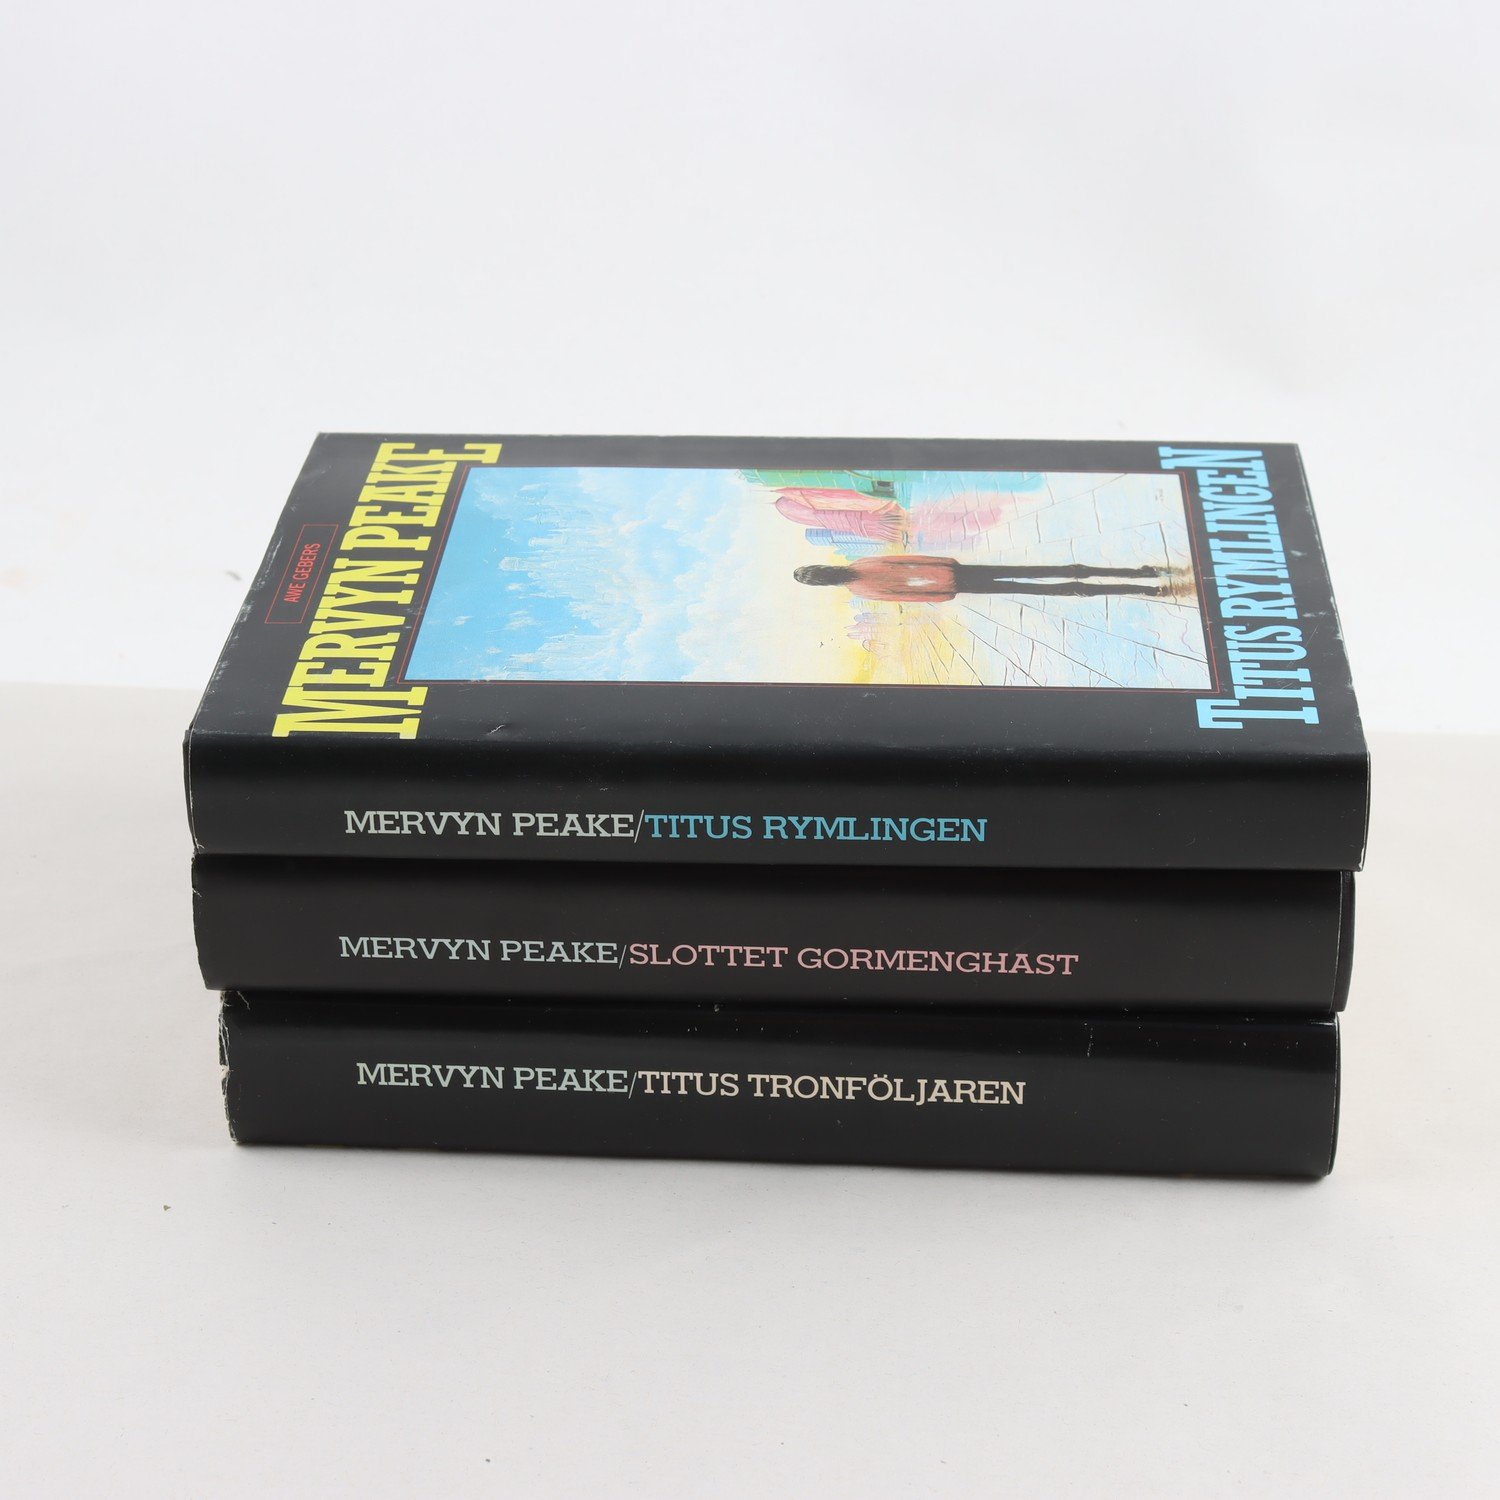 AWE GEBERS
MERVYN PEAKE
TITUS RYMLINGEN
MERVYN PEAKE/TITUS RYMLINGEN
MERVYN PEAKE/SLOTTET GORMENGHAST
MERVYN PEAKE/TITUS TRONFÖLJAREN